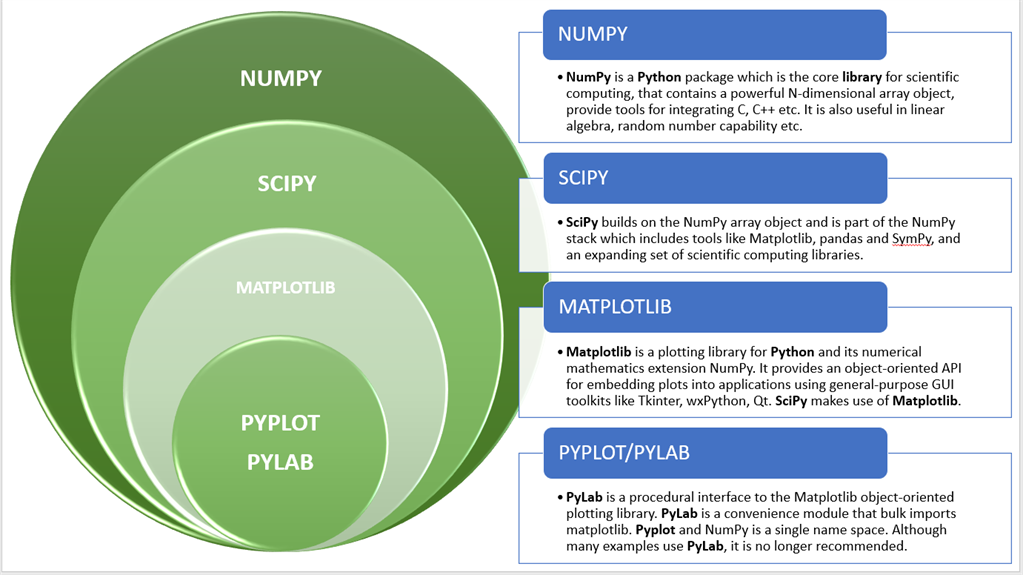 NUMPY
SCIPY
MATPLOTLIB
PYPLOT
PYLAB
NUMPY
• NumPy is a Python package which is the core library for scientific
computing, that contains a powerful N-dimensional array object,
provide tools for integrating C, C++ etc. It is also useful in linear
algebra, random number capability etc.
SCIPY
• SciPy builds on the NumPy array object and is part of the NumPy
stack which includes tools like Matplotlib, pandas and SymPy, and
an expanding set of scientific computing libraries.
MATPLOTLIB
• Matplotlib is a plotting library for Python and its numerical
mathematics extension NumPy. It provides an object-oriented API
for embedding plots into applications using general-purpose GUI
toolkits like Tkinter, wxPython, Qt. SciPy makes use of Matplotlib.
PYPLOT/PYLAB
• PyLab is a procedural interface to the Matplotlib object-oriented
plotting library. PyLab is a convenience module that bulk imports
matplotlib. Pyplot and NumPy is a single name space. Although
many examples use PyLab, it is no longer recommended.